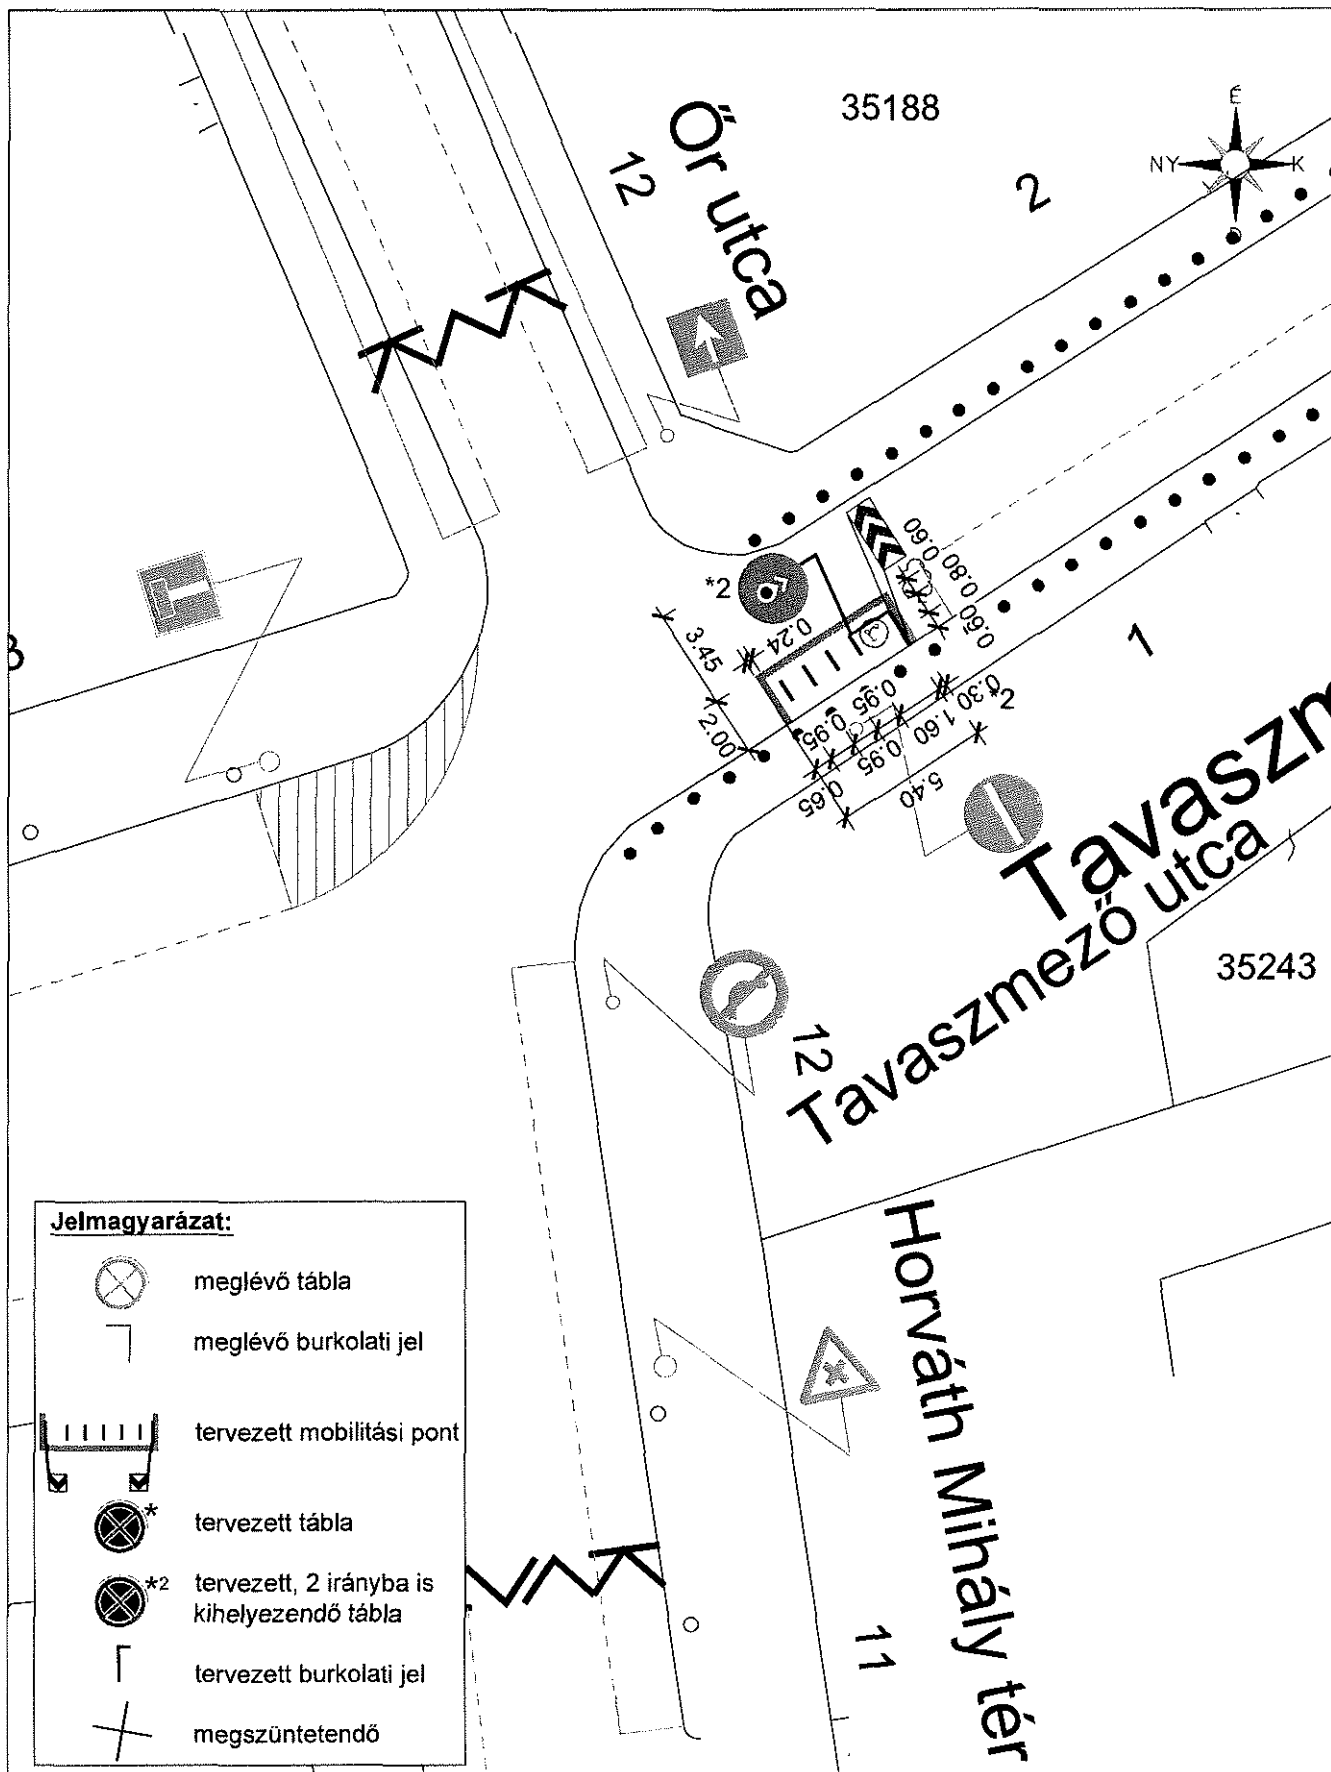 35188
É
NY
K
Őr utca
12
2
*2
3.45
0.24
2.00
0.60
0.80
0.60
0.95
0.95
0.95
0.65
1.60
0.30
*2
5.40
1
Tavaszm
Tavaszmező utca
35243
12
Horváth Mihály tér
11
Jelmagyarázat:
meglévő tábla
meglévő burkolati jel
tervezett mobilitási pont
* tervezett tábla
*2 tervezett, 2 irányba is
kihelyezendő tábla
tervezett burkolati jel
megszüntetendő